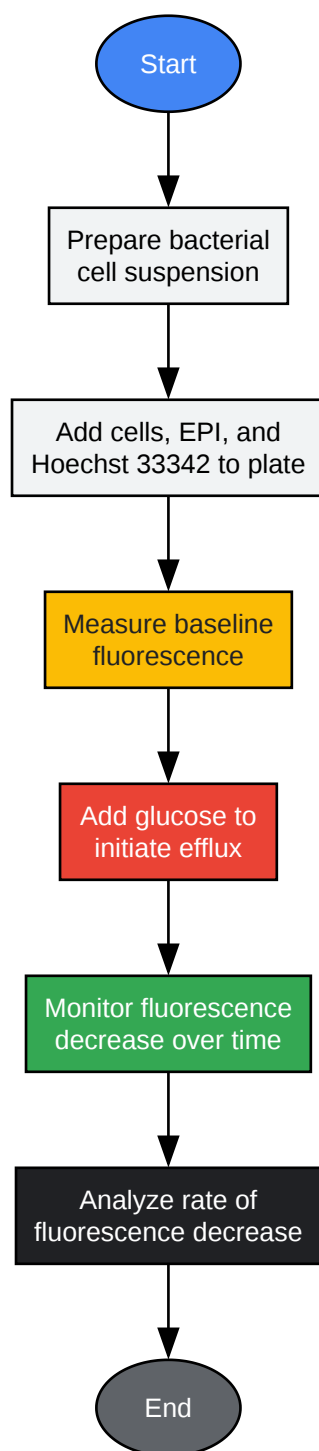 Start
Prepare bacterial
cell suspension
Add cells, EPI, and
Hoechst 33342 to plate
Measure baseline
fluorescence
Add glucose to
initiate efflux
Monitor fluorescence
decrease over time
Analyze rate of
fluorescence decrease
End